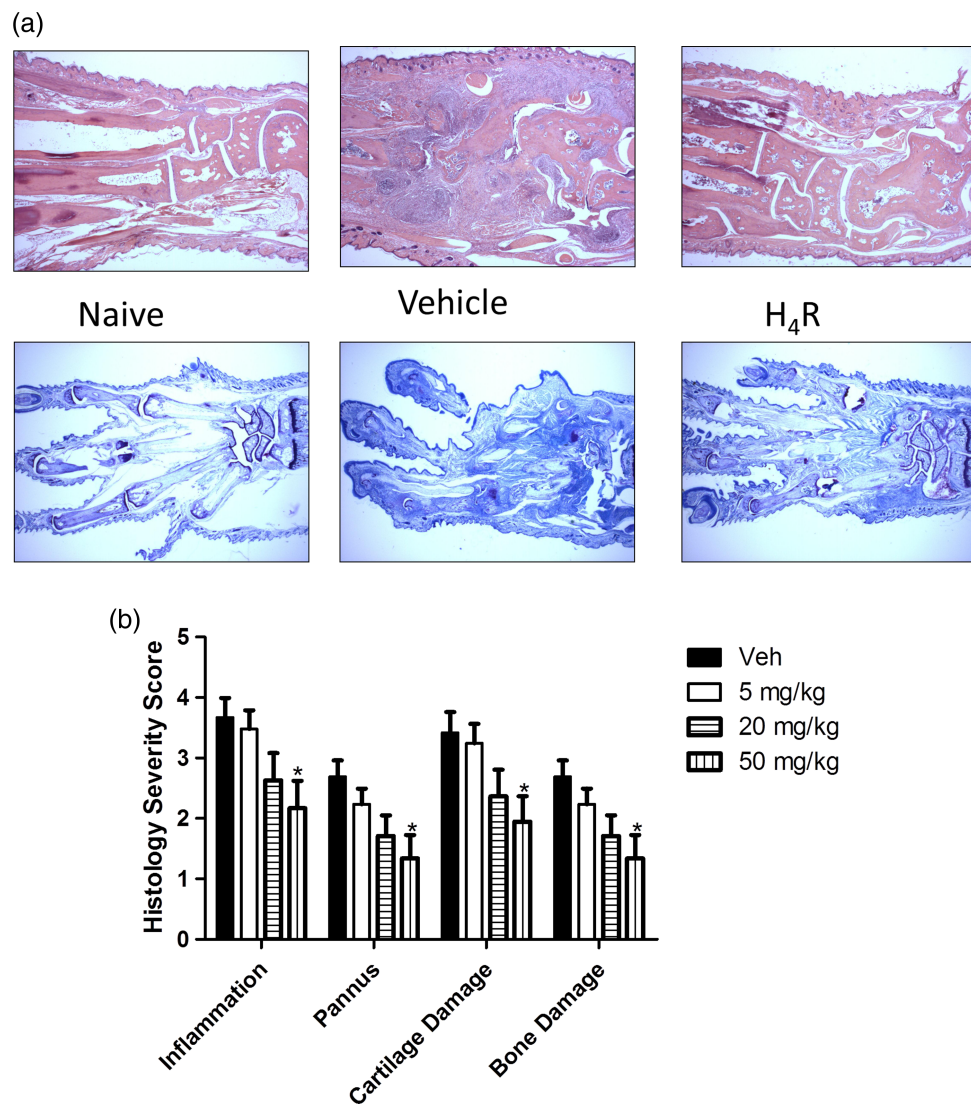 (a)
Naive
Vehicle
H₄R
(b)
Histology Severity Score
5
4
3
2
1
0
*
*
*
*
Inflammation
Pannus
Cartilage Damage
Bone Damage
Veh
5 mg/kg
20 mg/kg
50 mg/kg